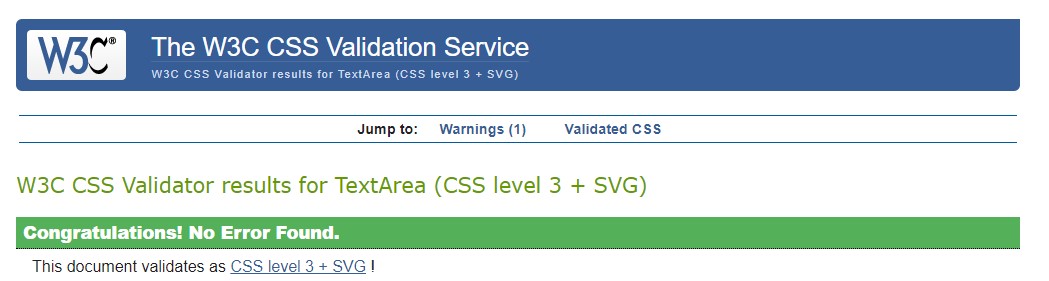 W3C®
The W3C CSS Validation Service
W3C CSS Validator results for TextArea (CSS level 3 + SVG)
Jump to: Warnings (1) Validated CSS
W3C CSS Validator results for TextArea (CSS level 3 + SVG)
Congratulations! No Error Found.
This document validates as CSS level 3 + SVG !